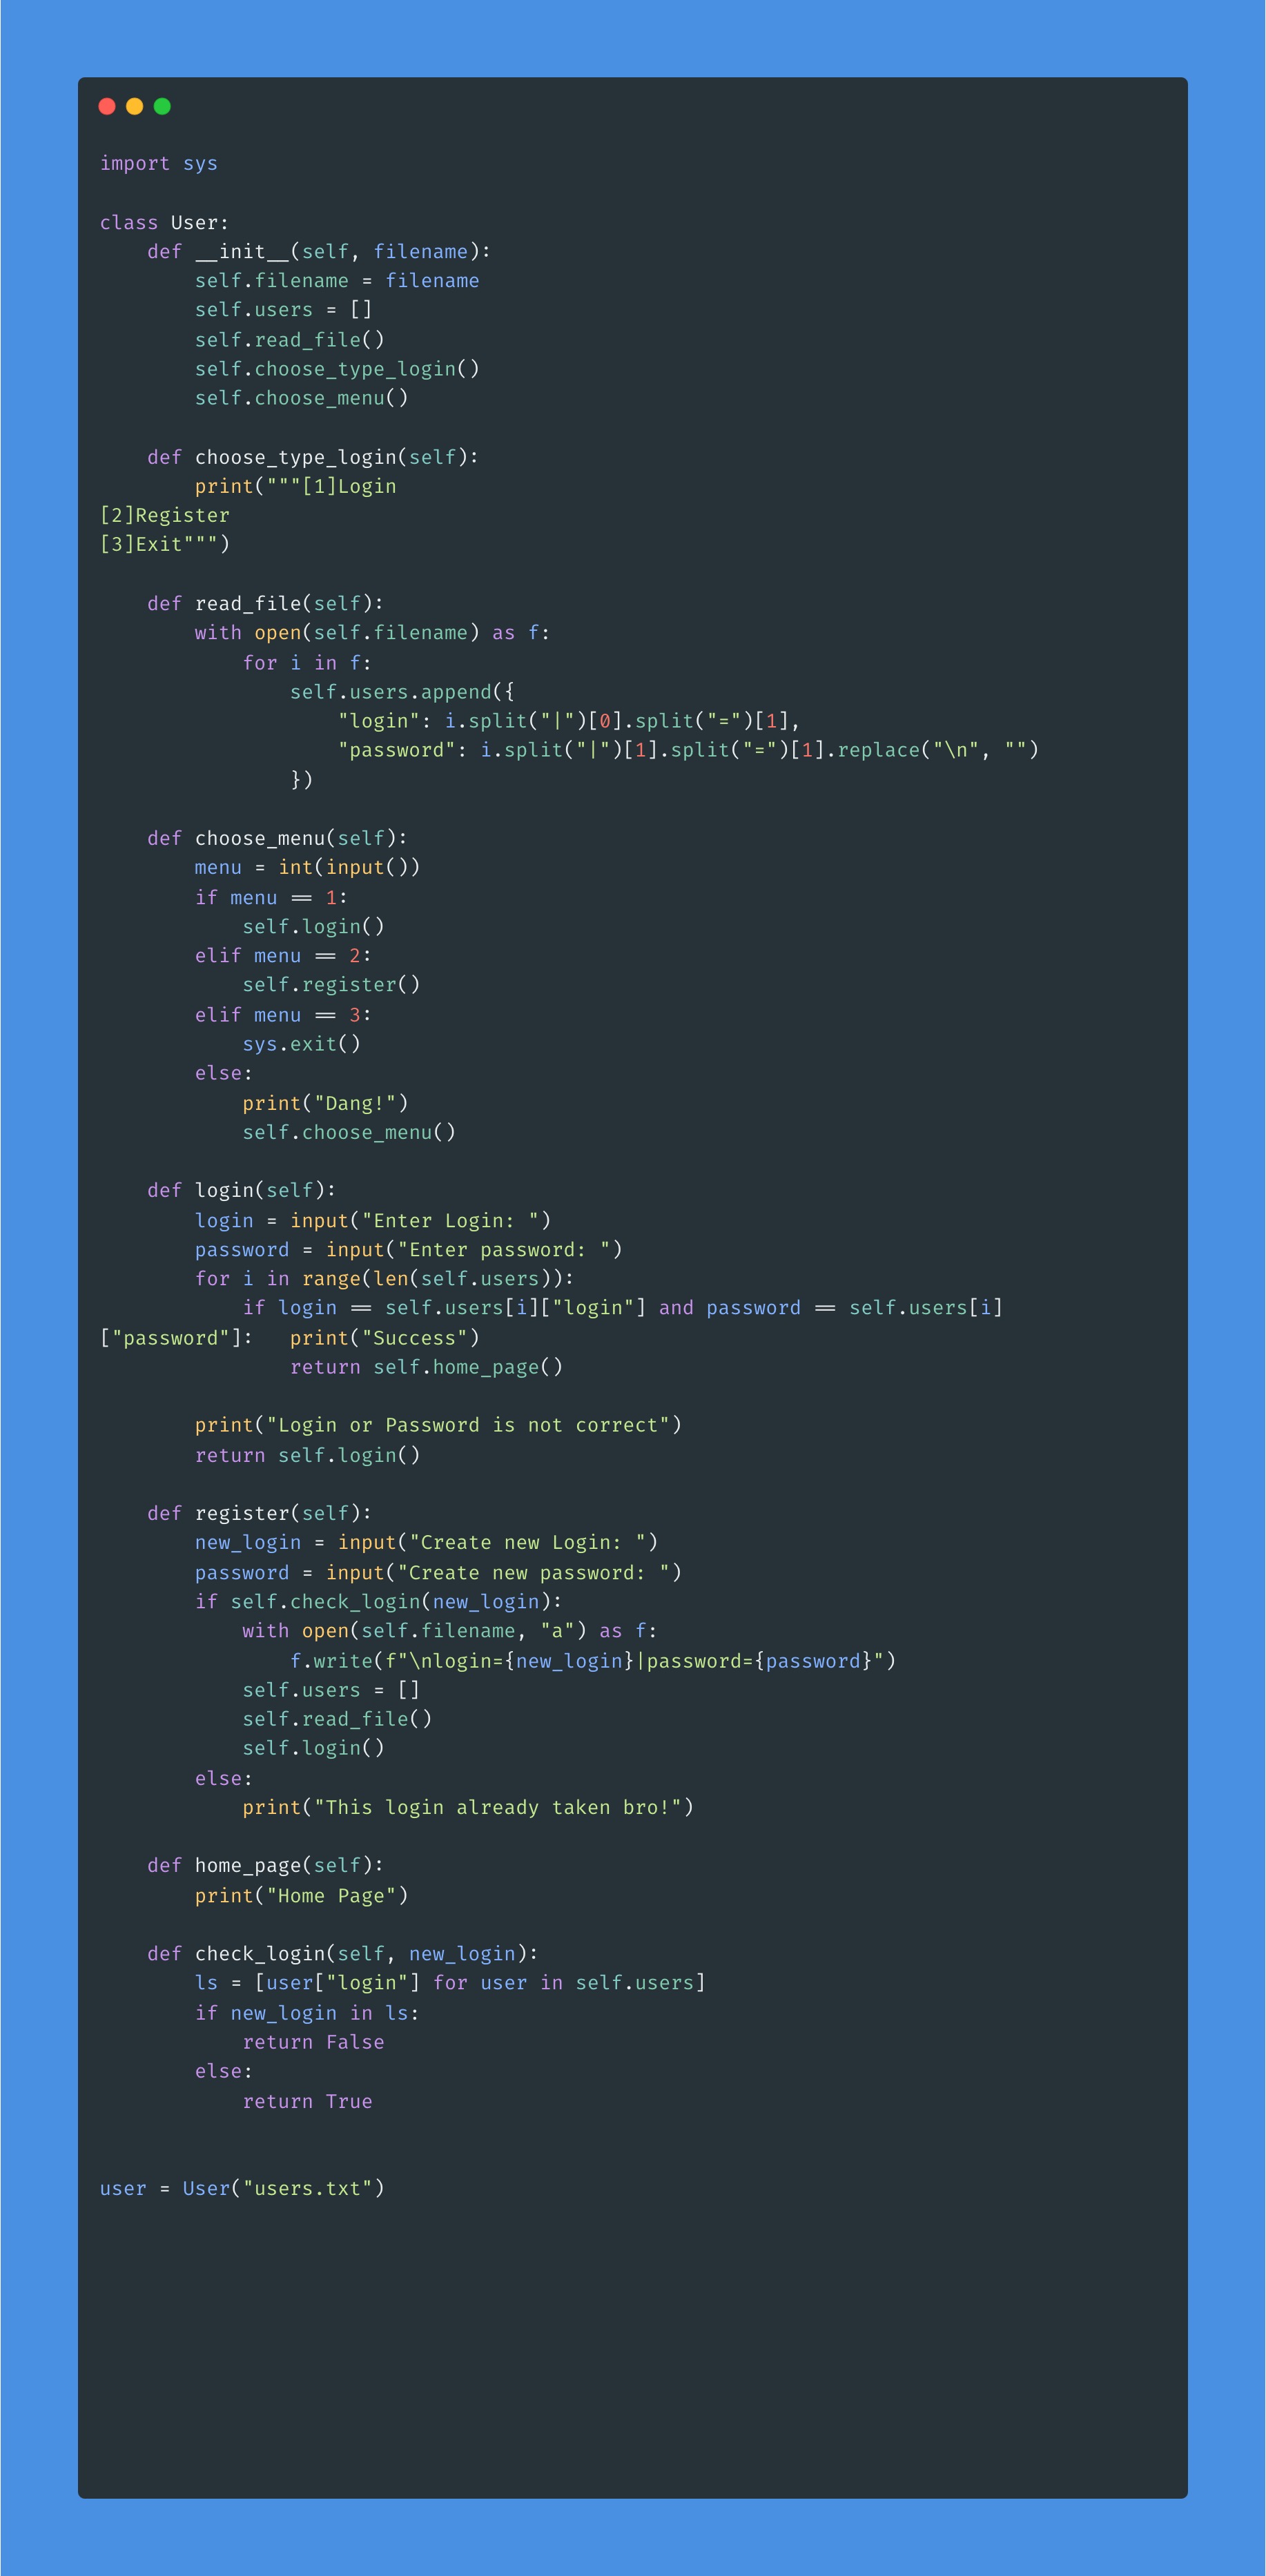 import sys

class User:
    def __init__(self, filename):
        self.filename = filename
        self.users = []
        self.read_file()
        self.choose_type_login()
        self.choose_menu()

    def choose_type_login(self):
        print("""[1]Login
[2]Register
[3]Exit""")

    def read_file(self):
        with open(self.filename) as f:
            for i in f:
                self.users.append({
                    "login": i.split("|")[0].split("=")[1],
                    "password": i.split("|")[1].split("=")[1].replace("\n", "")
                })

    def choose_menu(self):
        menu = int(input())
        if menu == 1:
            self.login()
        elif menu == 2:
            self.register()
        elif menu == 3:
            sys.exit()
        else:
            print("Dang!")
            self.choose_menu()

    def login(self):
        login = input("Enter Login: ")
        password = input("Enter password: ")
        for i in range(len(self.users)):
            if login == self.users[i]["login"] and password == self.users[i]
["password"]:   print("Success")
                return self.home_page()

        print("Login or Password is not correct")
        return self.login()

    def register(self):
        new_login = input("Create new Login: ")
        password = input("Create new password: ")
        if self.check_login(new_login):
            with open(self.filename, "a") as f:
                f.write(f"\nlogin={new_login}|password={password}")
            self.users = []
            self.read_file()
            self.login()
        else:
            print("This login already taken bro!")

    def home_page(self):
        print("Home Page")

    def check_login(self, new_login):
        ls = [user["login"] for user in self.users]
        if new_login in ls:
            return False
        else:
            return True


user = User("users.txt")